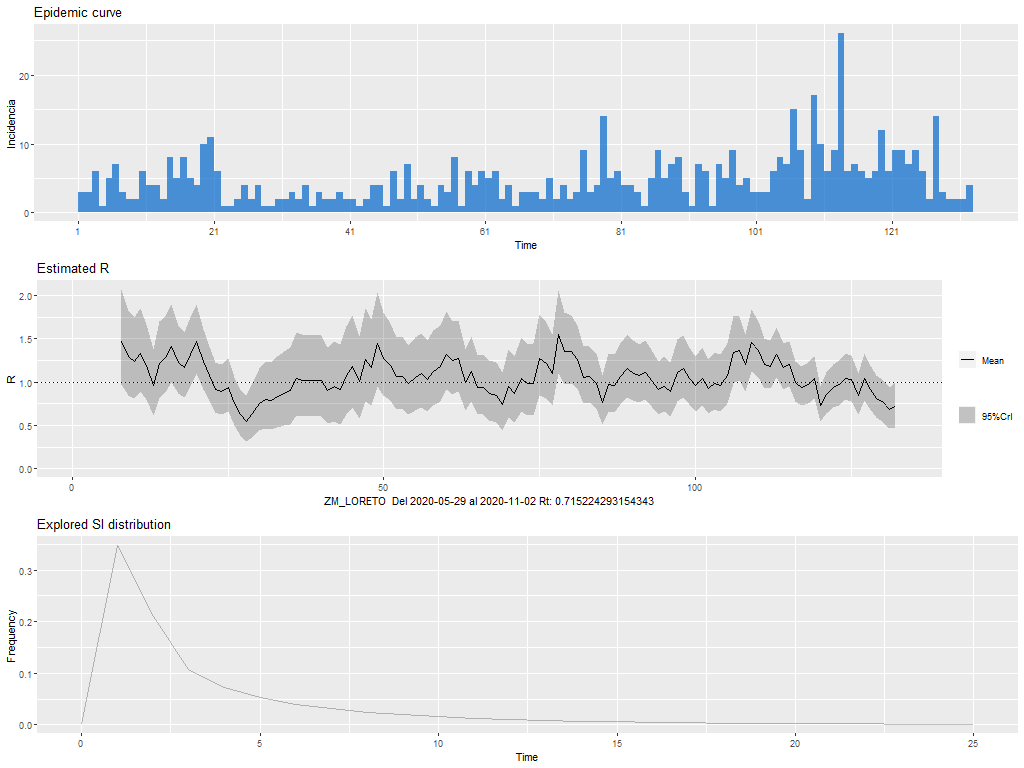 Epidemic curve
Incidencia
20
10
0
1 21 41 61 81 101 121
Time
Estimated R
R
2.0
1.5
1.0
0.5
0.0
0 50 100
ZM_LORETO Del 2020-05-29 al 2020-11-02 Rt: 0.715224293154343
Mean
95%CrI
Explored SI distribution
Frequency
0.3
0.2
0.1
0.0
0 5 10 15 20 25
Time